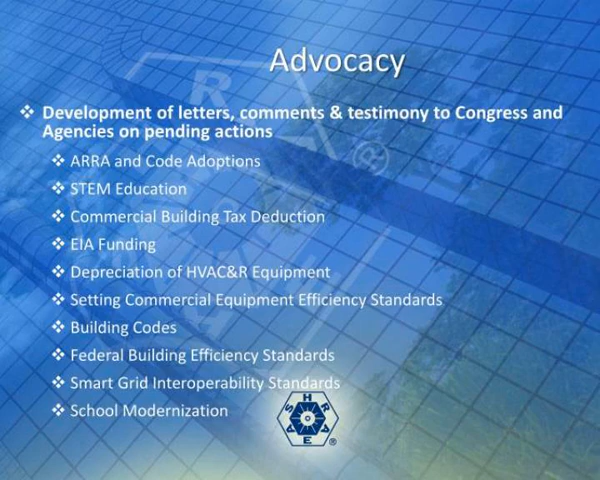 Advocacy
❖ Development of letters, comments & testimony to Congress and
Agencies on pending actions
❖ ARRA and Code Adoptions
❖ STEM Education
❖ Commercial Building Tax Deduction
❖ EIA Funding
❖ Depreciation of HVAC&R Equipment
❖ Setting Commercial Equipment Efficiency Standards
❖ Building Codes
❖ Federal Building Efficiency Standards
❖ Smart Grid Interoperability Standards
❖ School Modernization
ASHRAE ®